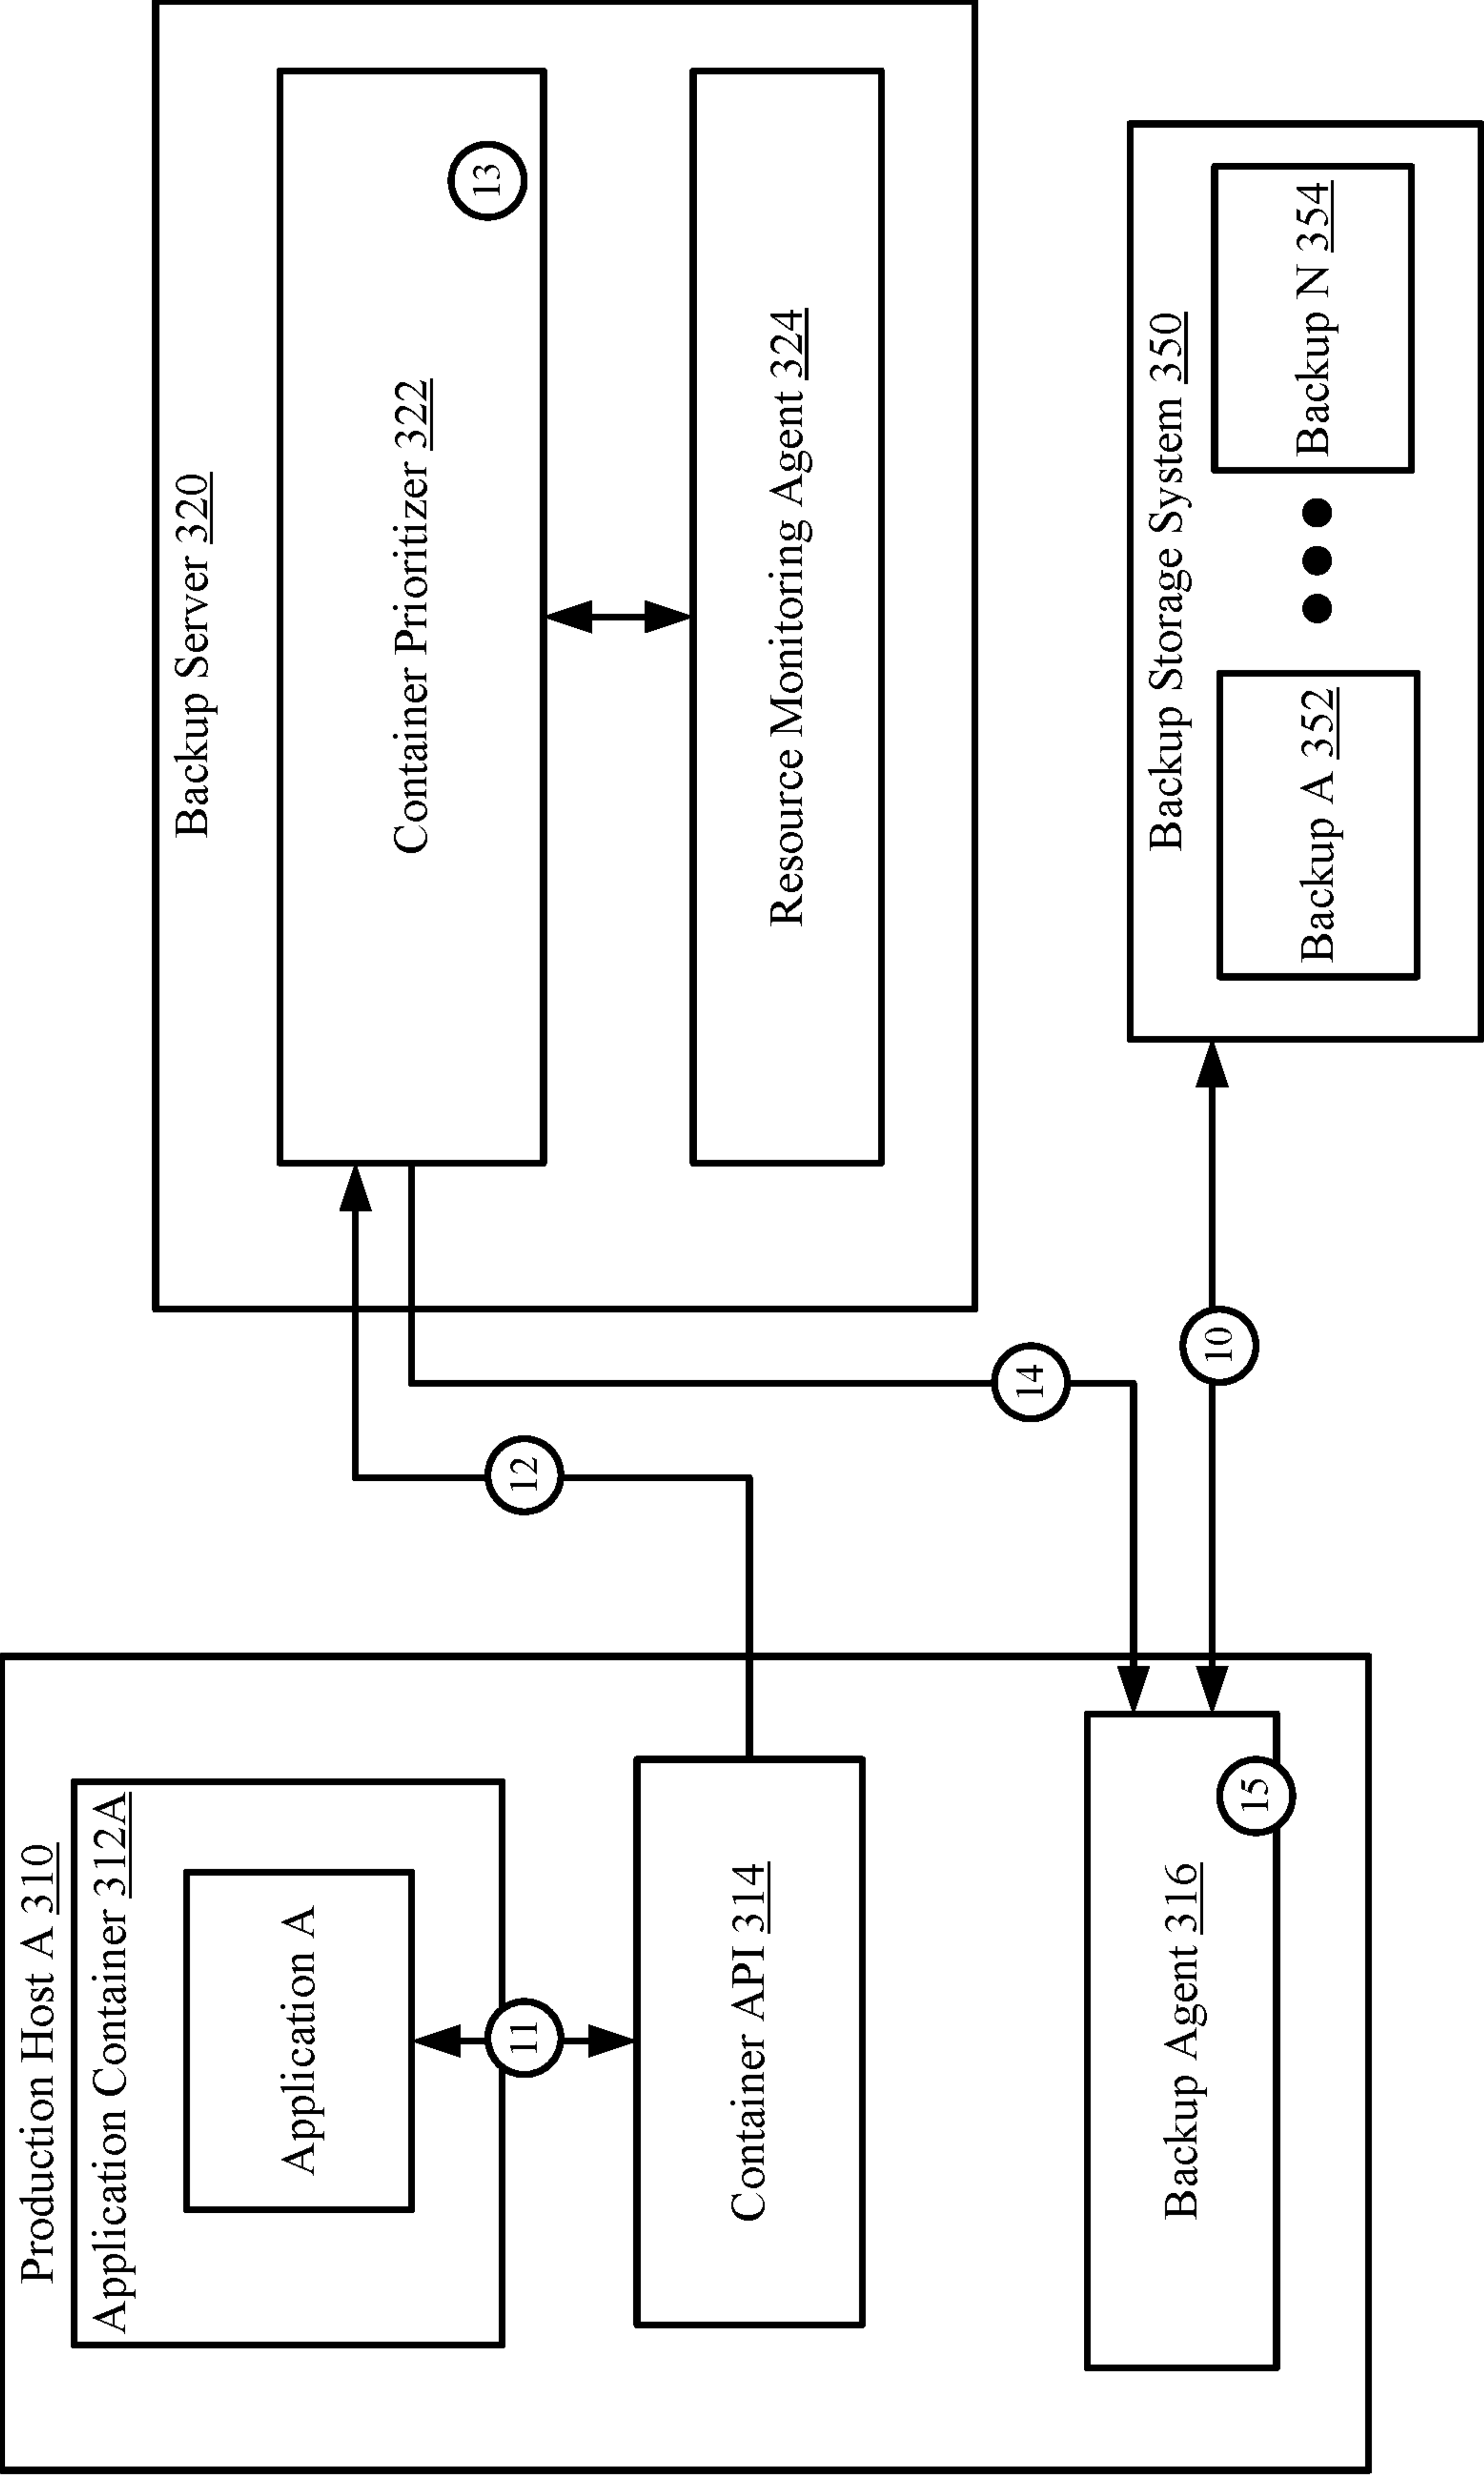 Production Host A 310
Application Container 312A
Application A
11
Container API 314
Backup Agent 316
15
12
14
10
Backup Server 320
Container Prioritizer 322
13
Resource Monitoring Agent 324
Backup Storage System 350
Backup A 352
Backup N 354